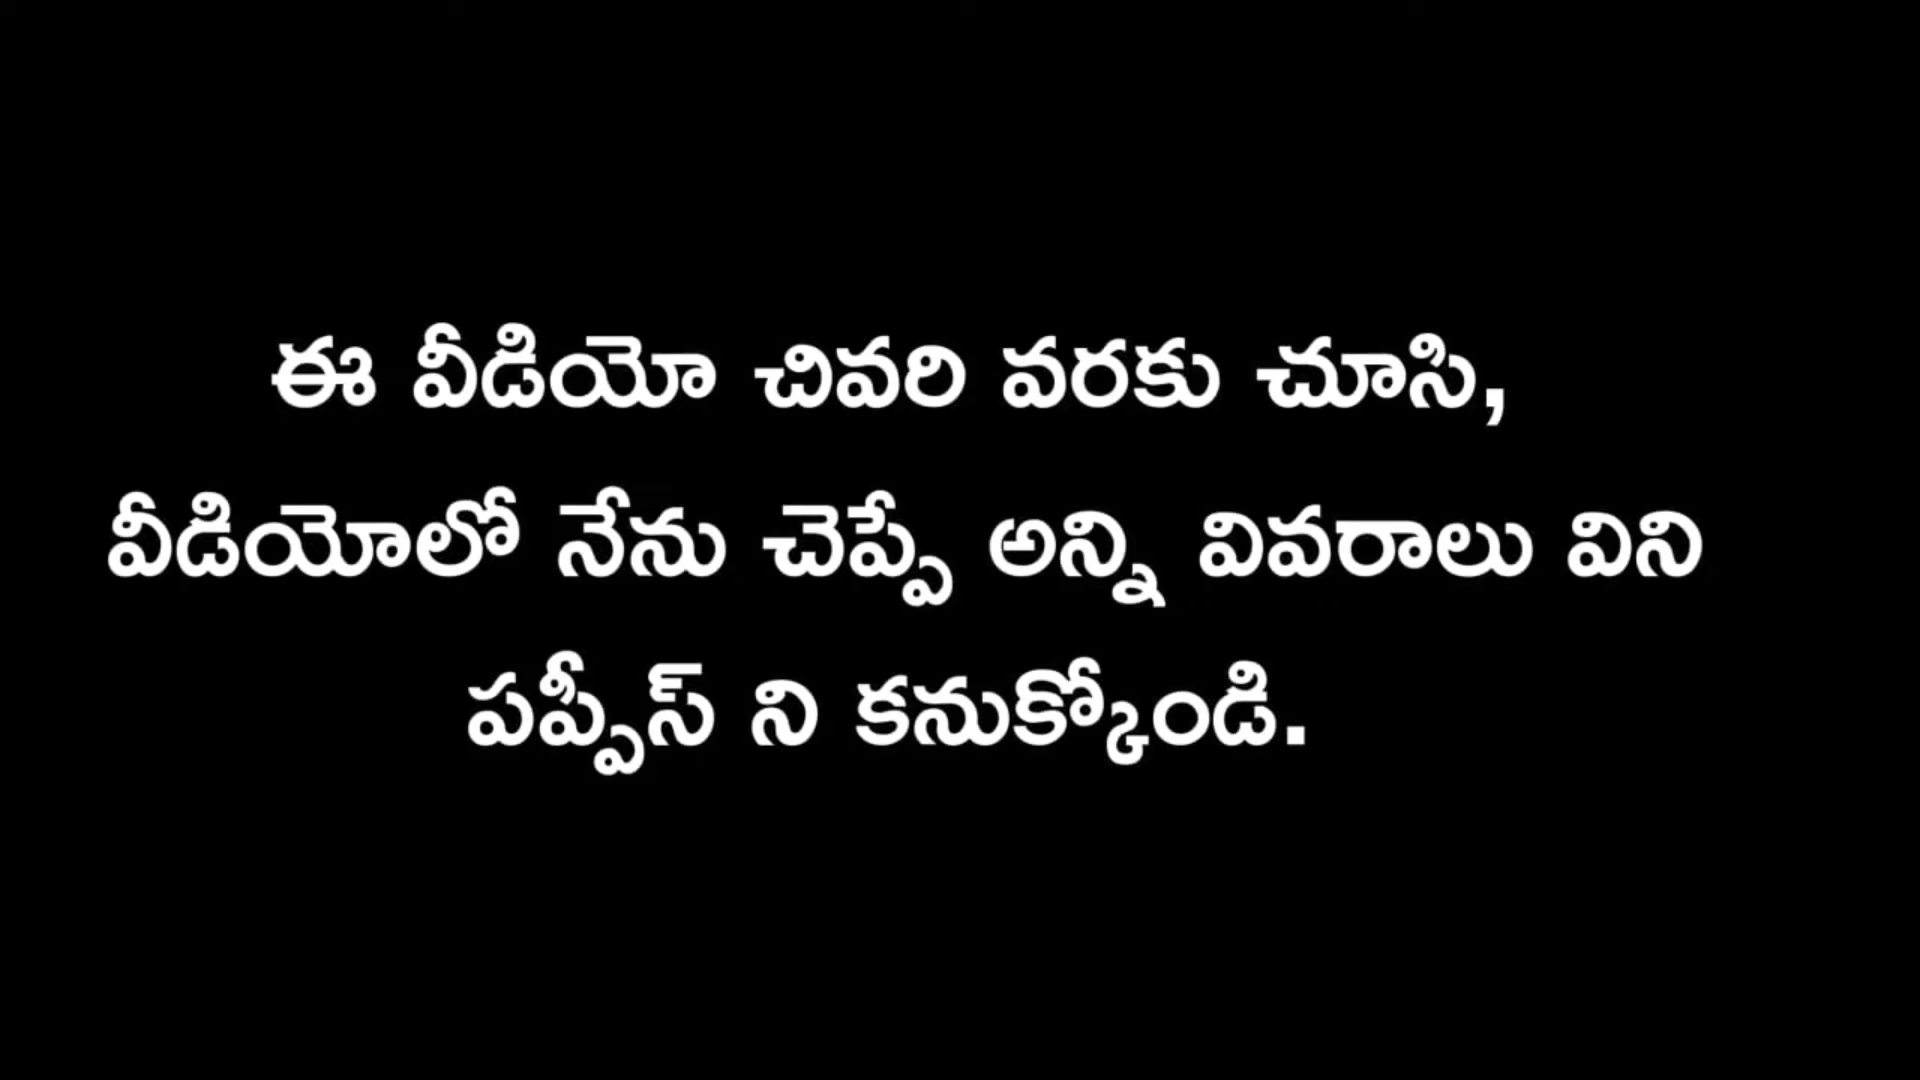 ఈ వీడియో చివరి వరకు చూసి,
వీడియోలో నేను చెప్పే అన్ని వివరాలు విని
పప్పీస్ ని కనుక్కోండి.